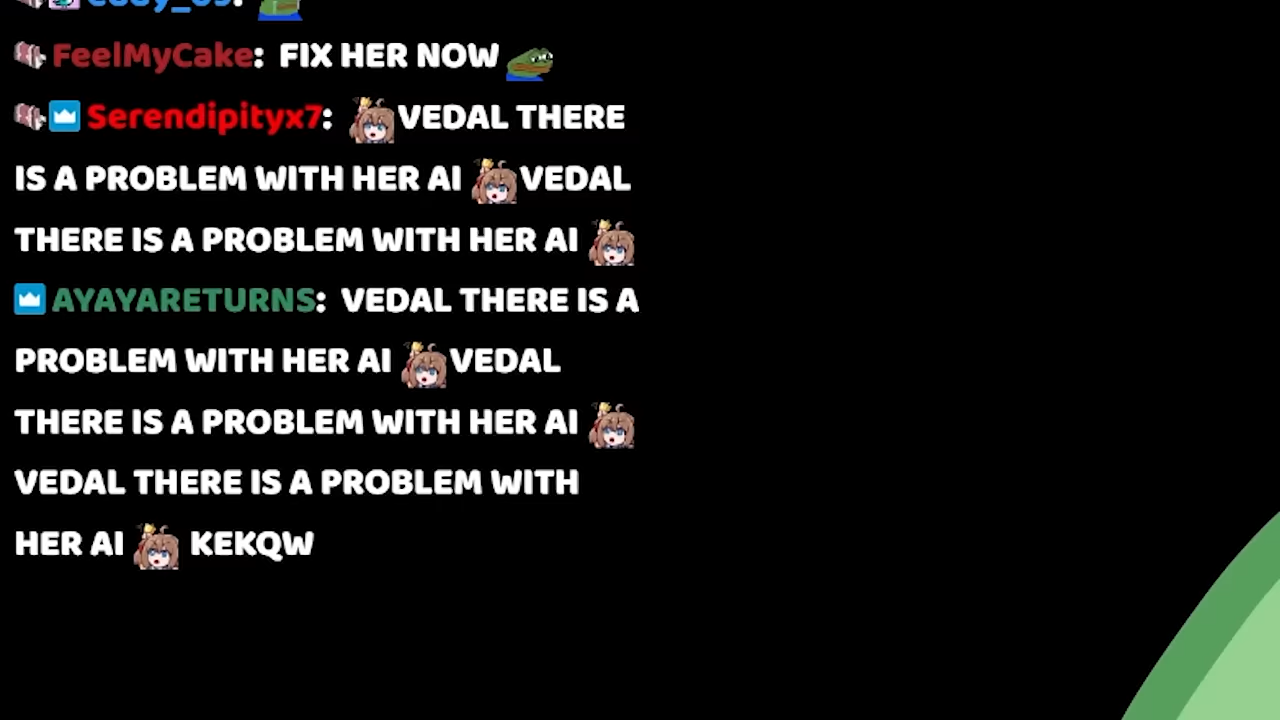 FeelMyCake: FIX HER NOW
Serendipityx7: VEDAL THERE
IS A PROBLEM WITH HER AI VEDAL
THERE IS A PROBLEM WITH HER AI
AYAYARETURNS: VEDAL THERE IS A
PROBLEM WITH HER AI VEDAL
THERE IS A PROBLEM WITH HER AI
VEDAL THERE IS A PROBLEM WITH
HER AI KEKQW